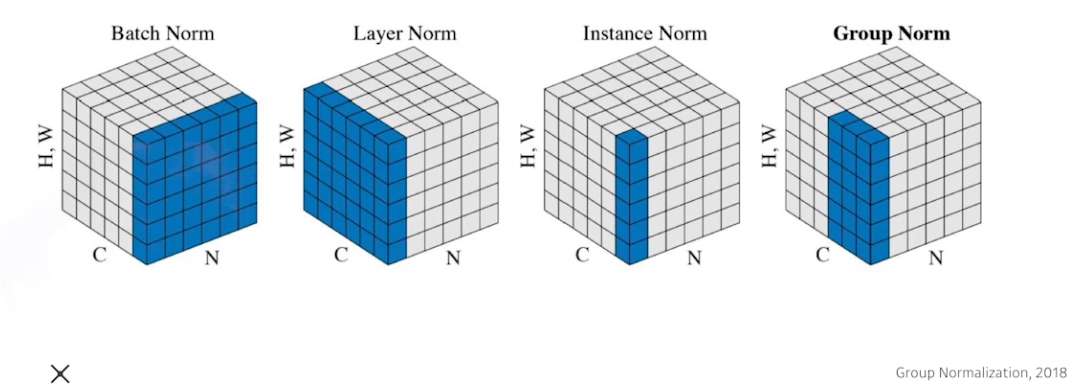 Batch Norm
Layer Norm
Instance Norm
Group Norm
H, W
C
N
H, W
C
N
H, W
C
N
H, W
C
N
Group Normalization, 2018